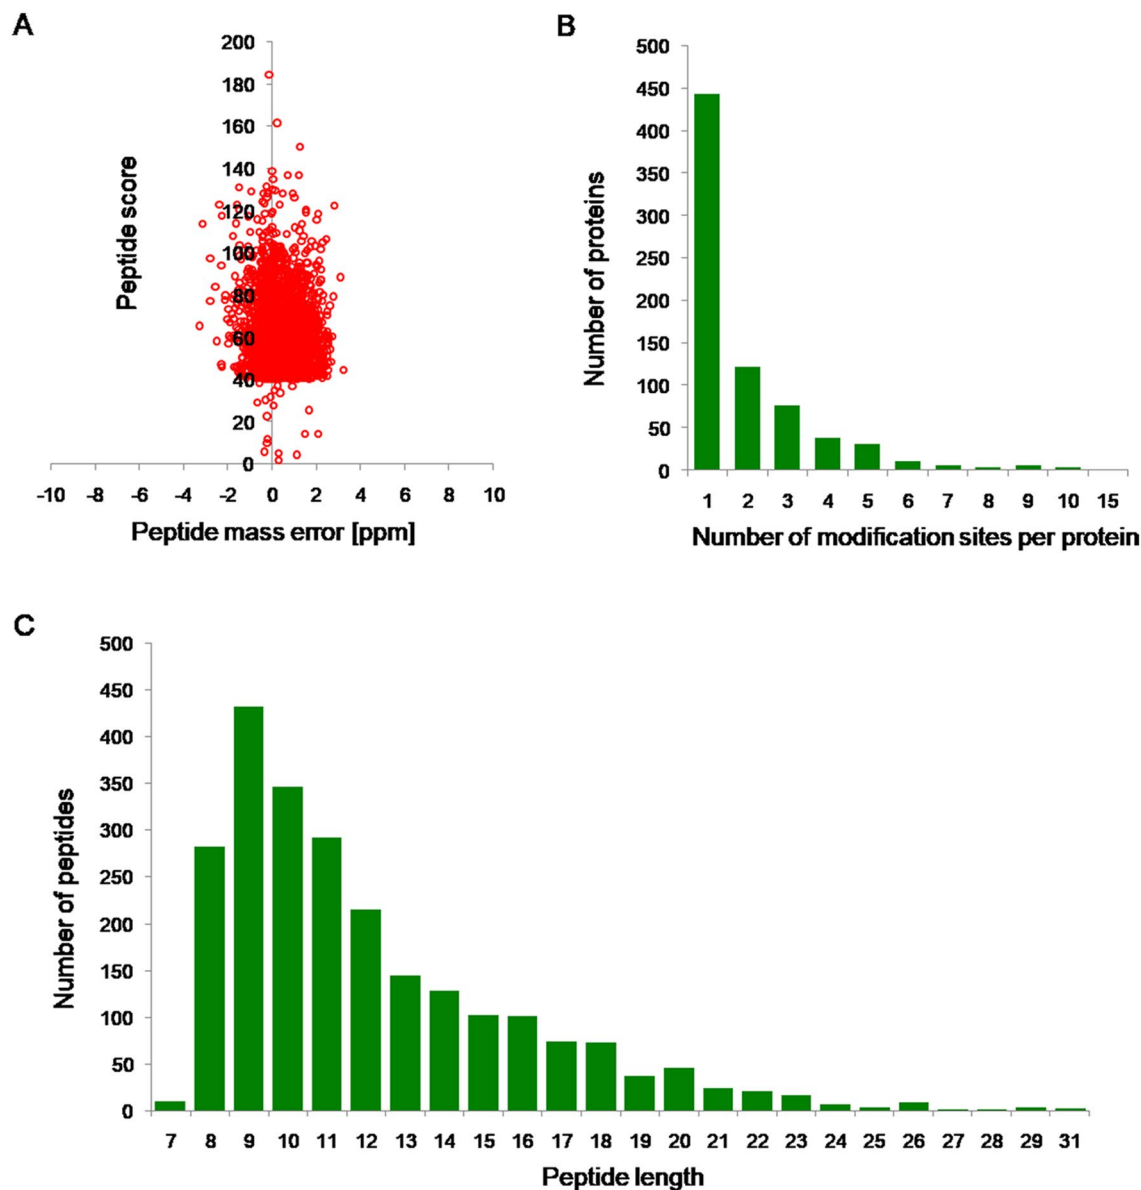 A
200
180
160
140
120
100
80
60
40
20
0
-10 -8 -6 -4 -2 0 2 4 6 8 10
Peptide score
Peptide mass error [ppm]
B
500
450
400
350
300
250
200
150
100
50
0
1 2 3 4 5 6 7 8 9 10 15
Number of proteins
Number of modification sites per protein
C
500
450
400
350
300
250
200
150
100
50
0
7 8 9 10 11 12 13 14 15 16 17 18 19 20 21 22 23 24 25 26 27 28 29 31
Number of peptides
Peptide length